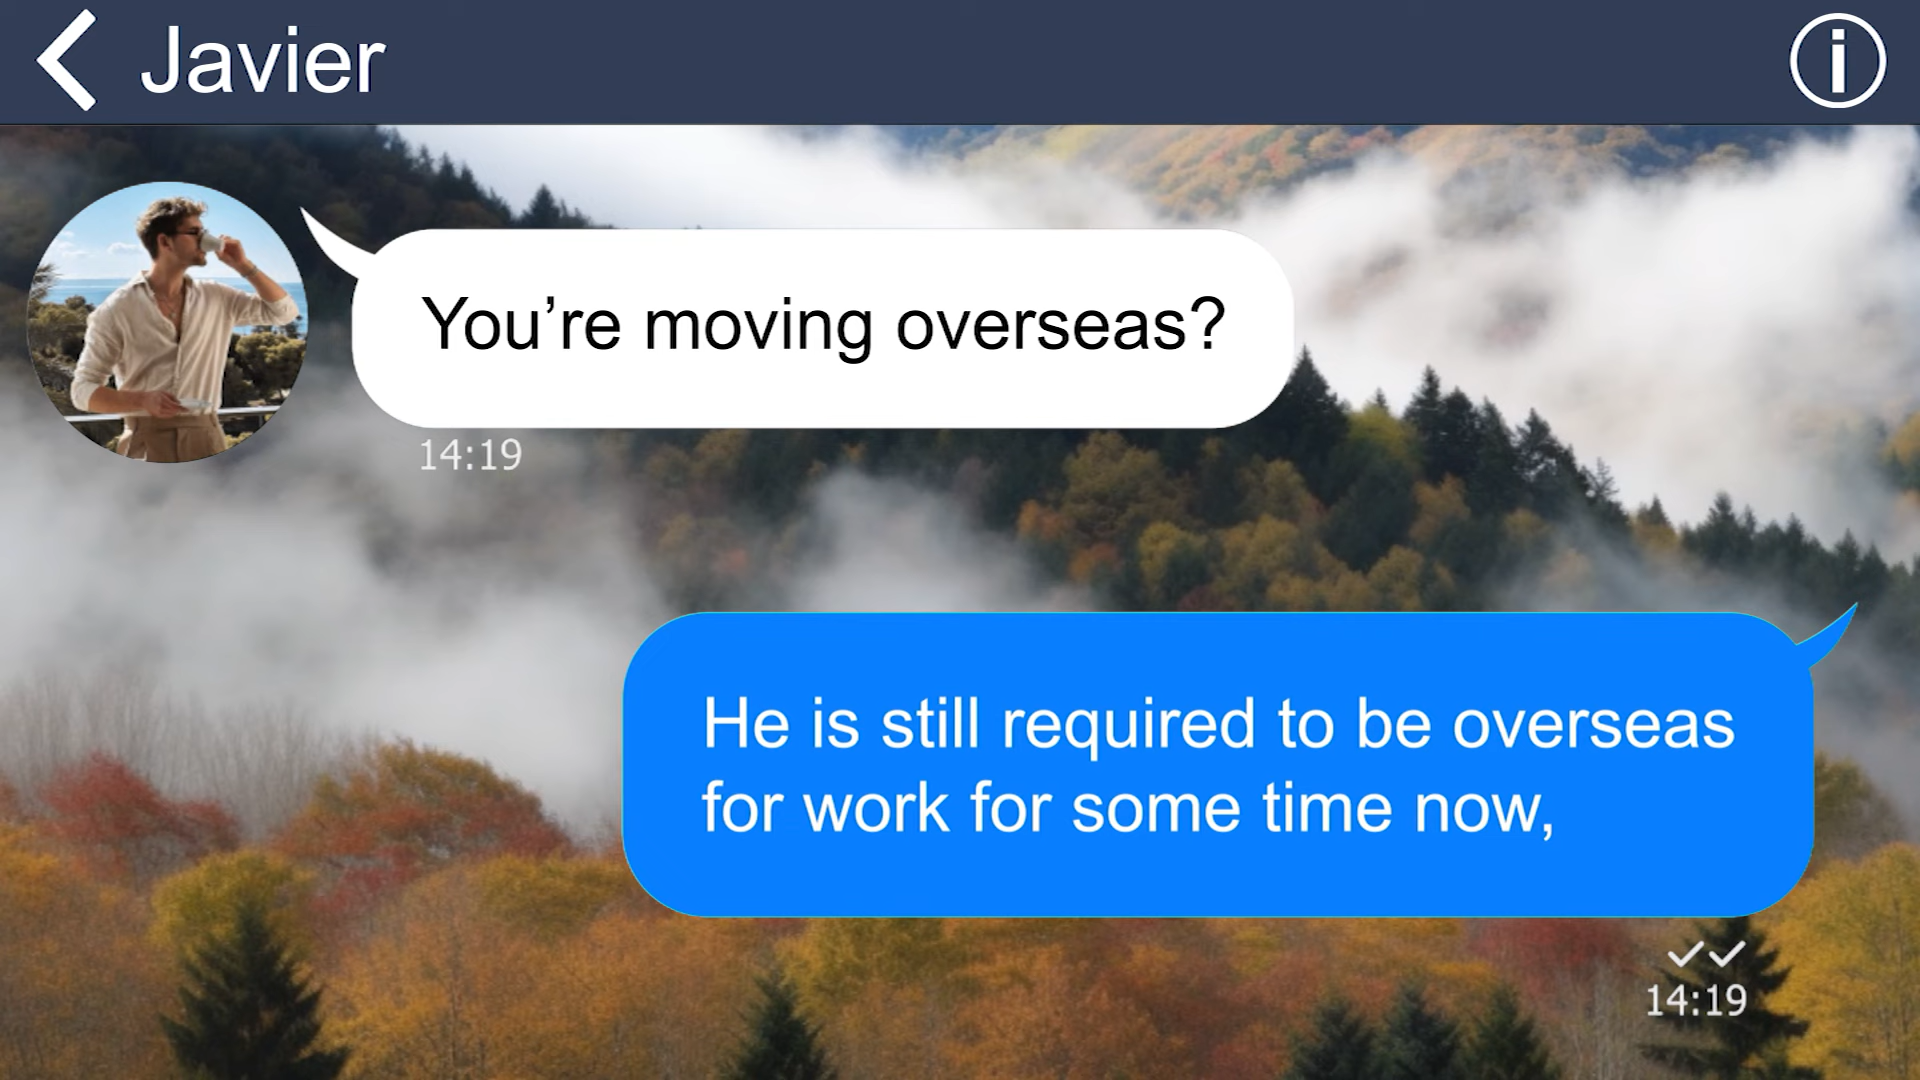 Javier
You’re moving overseas?
14:19
He is still required to be overseas
for work for some time now,
14:19